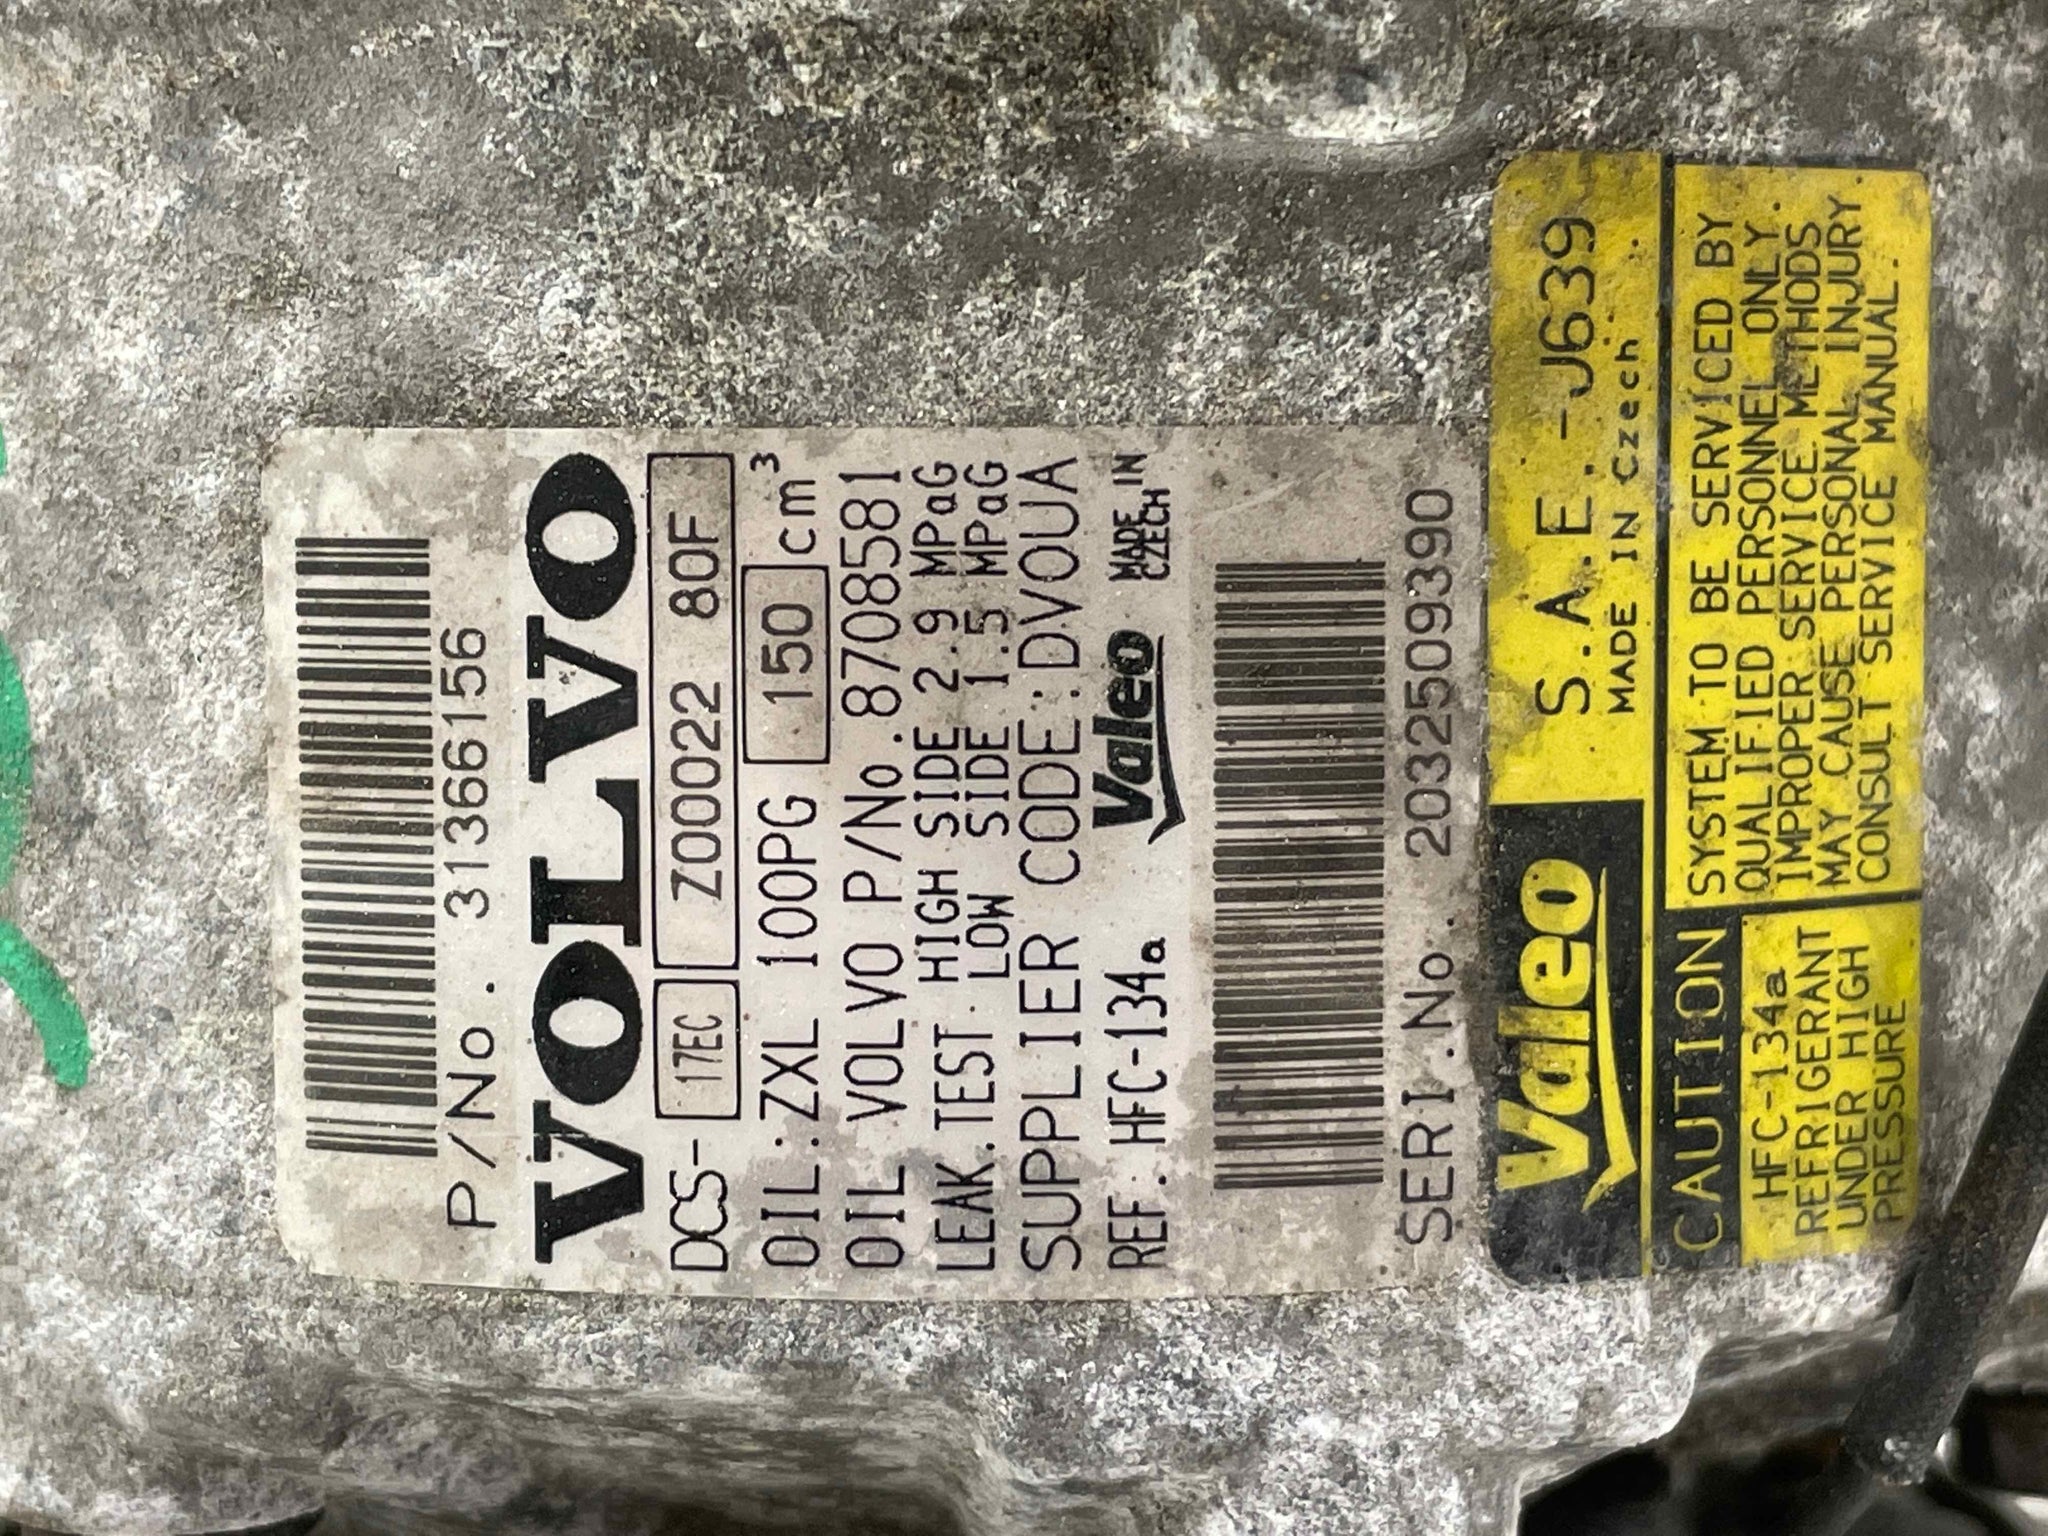 P/No. 31366156
VOLVO
DCS- 17EC Z00022 80F
OIL:ZXL 100PG 150 cm³
OIL VOLVO P/No.8708581
LEAK.TEST. HIGH SIDE 2.9 MPaG
LOW SIDE 1.5 MPaG
SUPPLIER CODE:DVOUA
REF. HFC-134a Valeo MADE IN CZECH
SERI.No. 2032509390
Valeo
S.A.E.-J639
MADE IN Czech
CAUTION
HFC-134a
REFRIGERANT
UNDER HIGH
PRESSURE
SYSTEM TO BE SERVICED BY
QUALIFIED PERSONNEL ONLY.
IMPROPER SERVICE METHODS
MAY CAUSE PERSONAL INJURY
CONSULT SERVICE MANUAL.